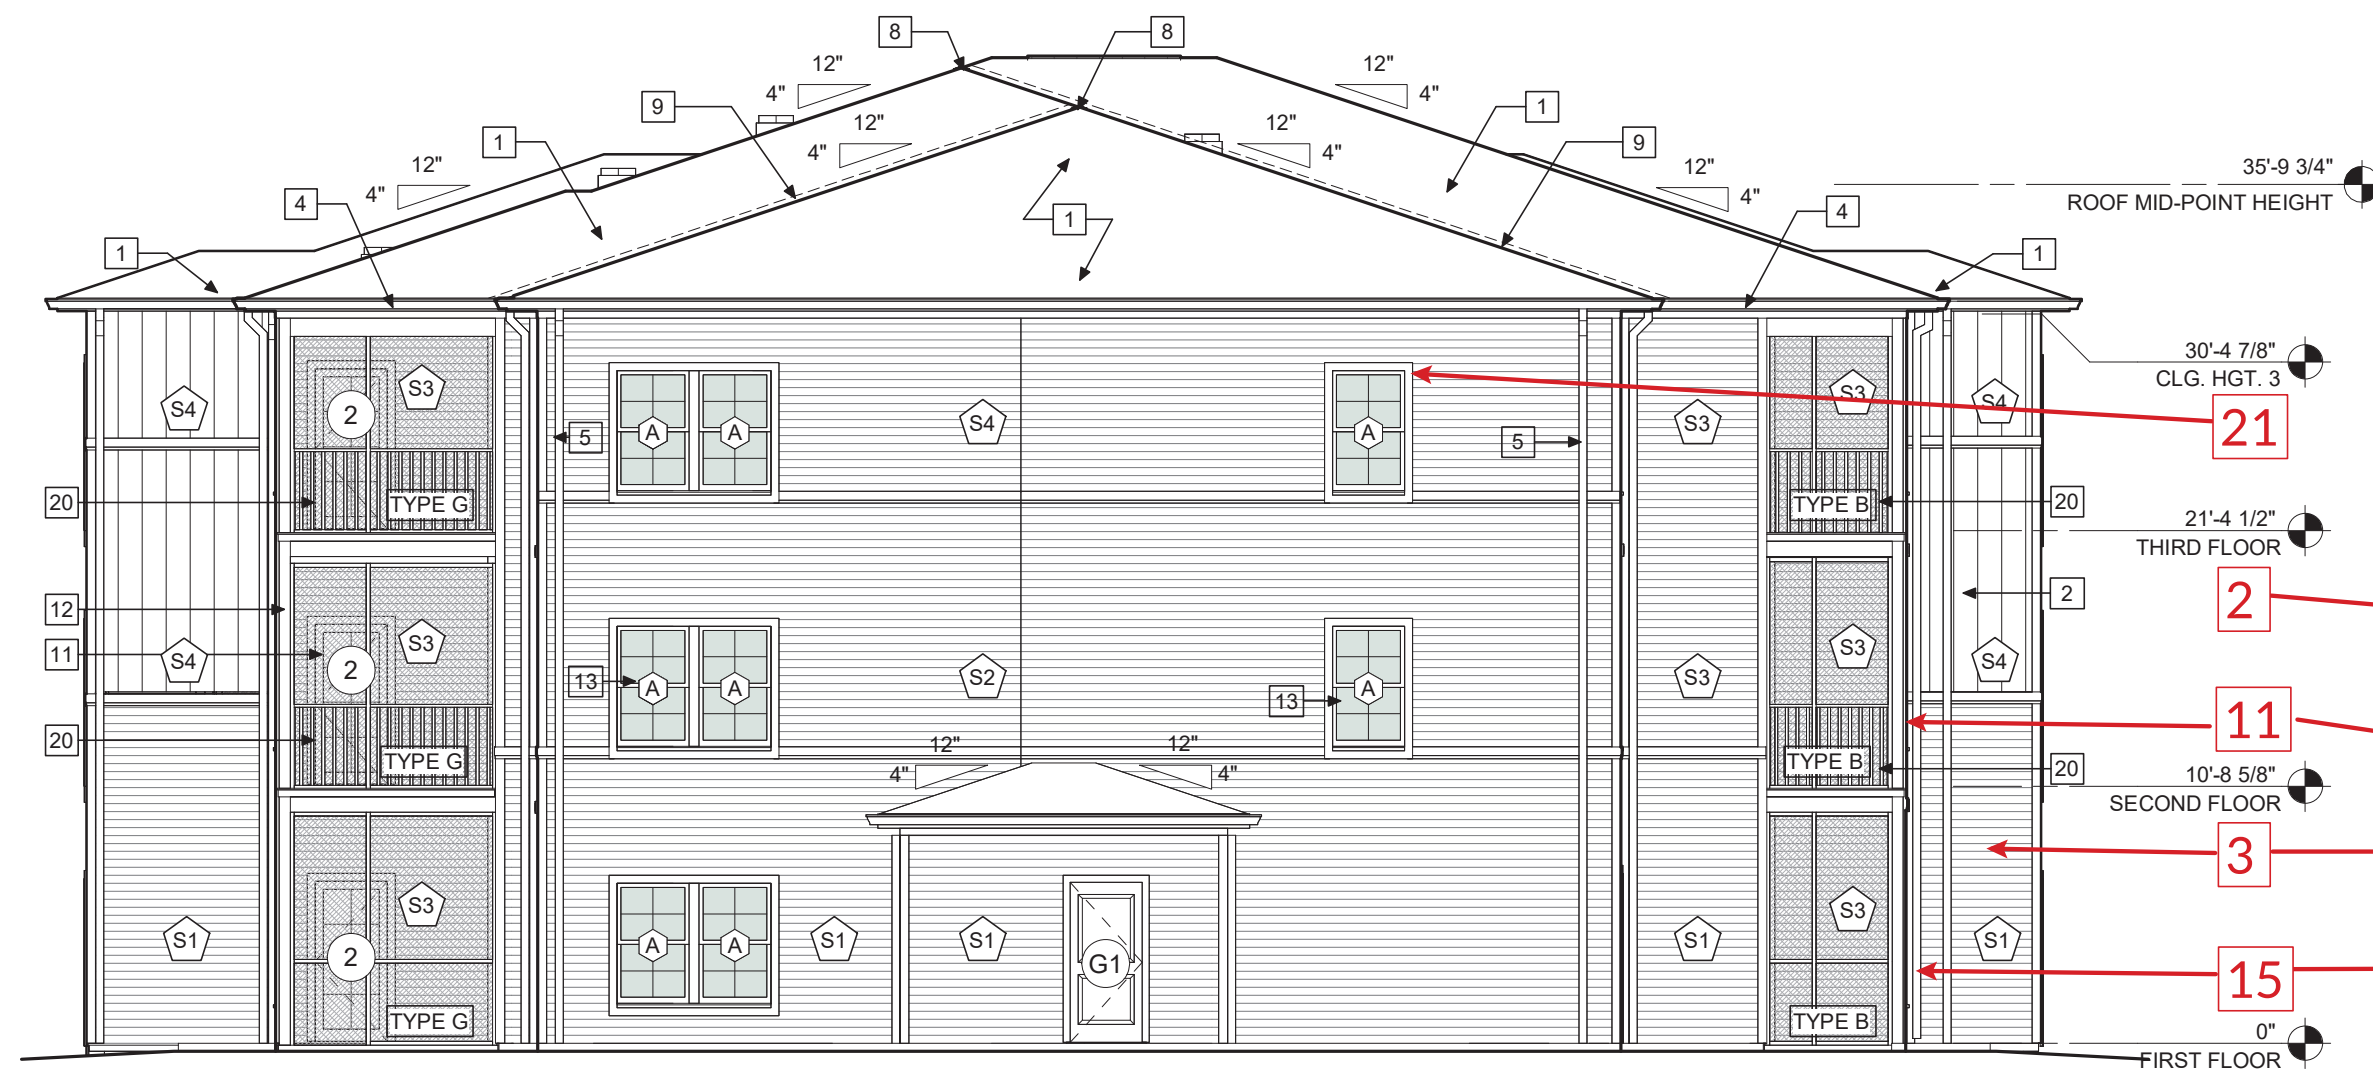 8
8
12"
4"
12"
4"
9
1
12"
4"
12"
4"
1
9
12"
4"
12"
4"
35'-9 3/4"
ROOF MID-POINT HEIGHT
4
1
4
1
1
30'-4 7/8"
CLG. HGT. 3
S4
2
S3
A
A
S4
A
S3
S3
S4
21
5
5
20
TYPE G
TYPE B
20
21'-4 1/2"
THIRD FLOOR
12
2
2
11
S4
2
S3
13
A
A
S2
13
A
S3
S3
S4
11
20
TYPE G
12"
4"
12"
4"
TYPE B
20
10'-8 5/8"
SECOND FLOOR
3
S1
2
S3
A
A
S1
S1
G1
S1
S3
S1
15
TYPE G
TYPE B
0"
FIRST FLOOR